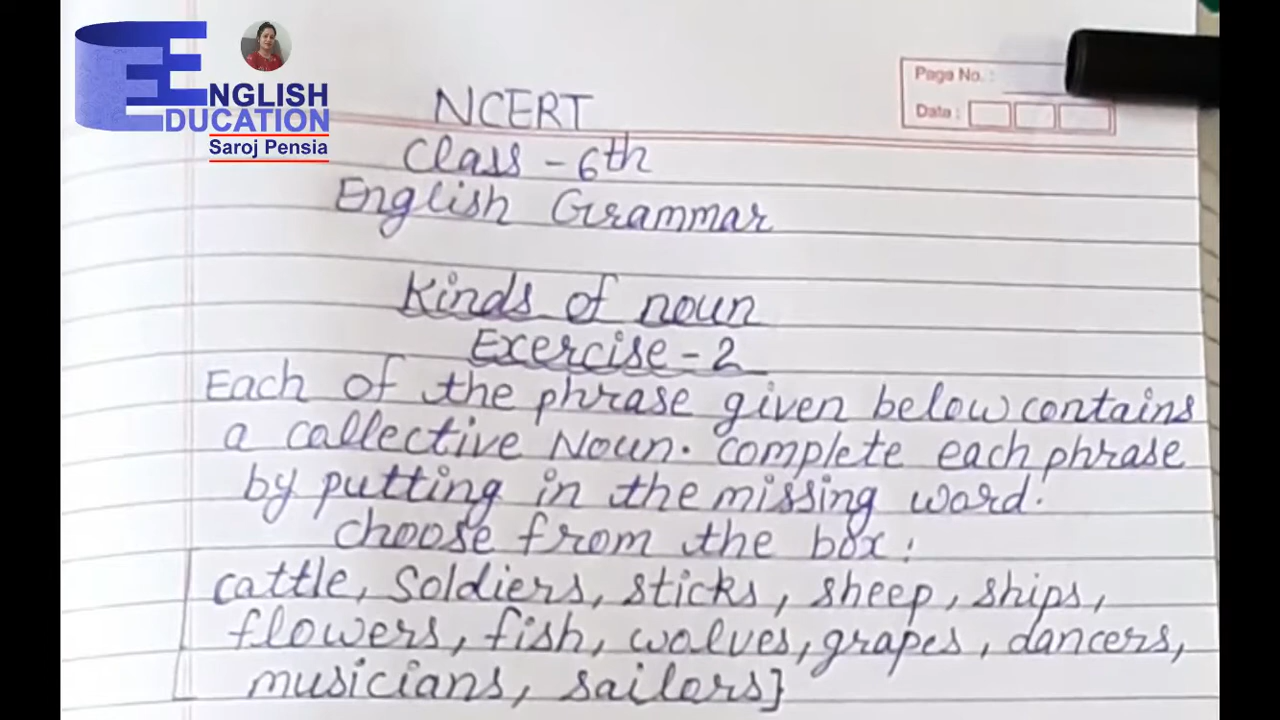 ENGLISH
EDUCATION
Saroj Pensia
Page No. :
Date :
NCERT
Class - 6th
English Grammar
Kinds of noun
Exercise - 2
Each of the phrase given below contains
a collective Noun. Complete each phrase
by putting in the missing word.
choose from the box :
cattle, soldiers, sticks, sheep, ships,
flowers, fish, wolves, grapes, dancers,
musicians, sailors}